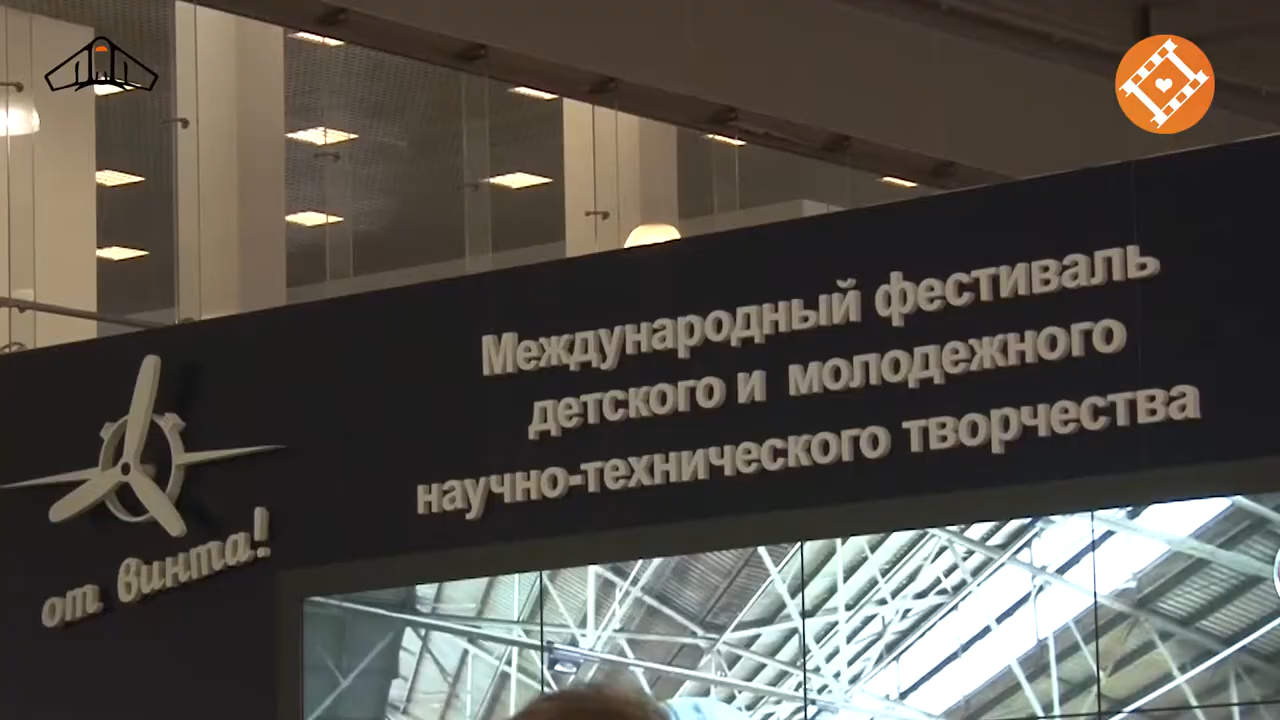 Международный фестиваль
детского и молодежного
научно-технического творчества
от винта!